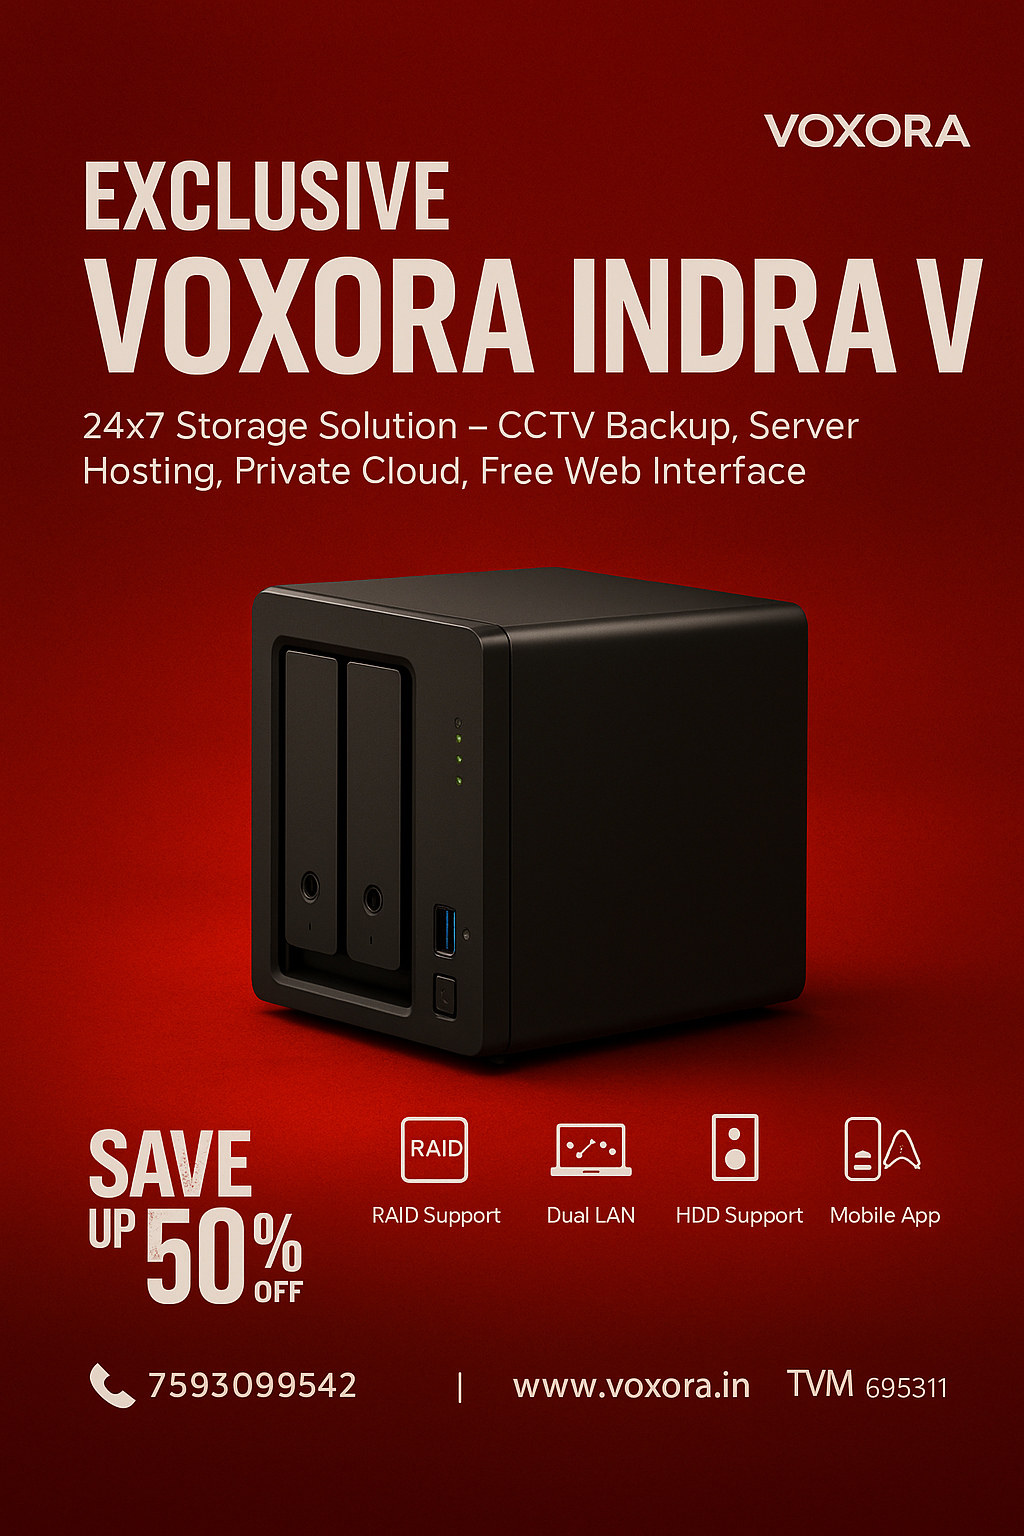 VOXORA
EXCLUSIVE
VOXORA INDRA V
24x7 Storage Solution – CCTV Backup, Server
Hosting, Private Cloud, Free Web Interface
SAVE
UP 50% OFF
RAID
RAID Support
Dual LAN
HDD Support
Mobile App
7593099542 | www.voxora.in TVM 695311